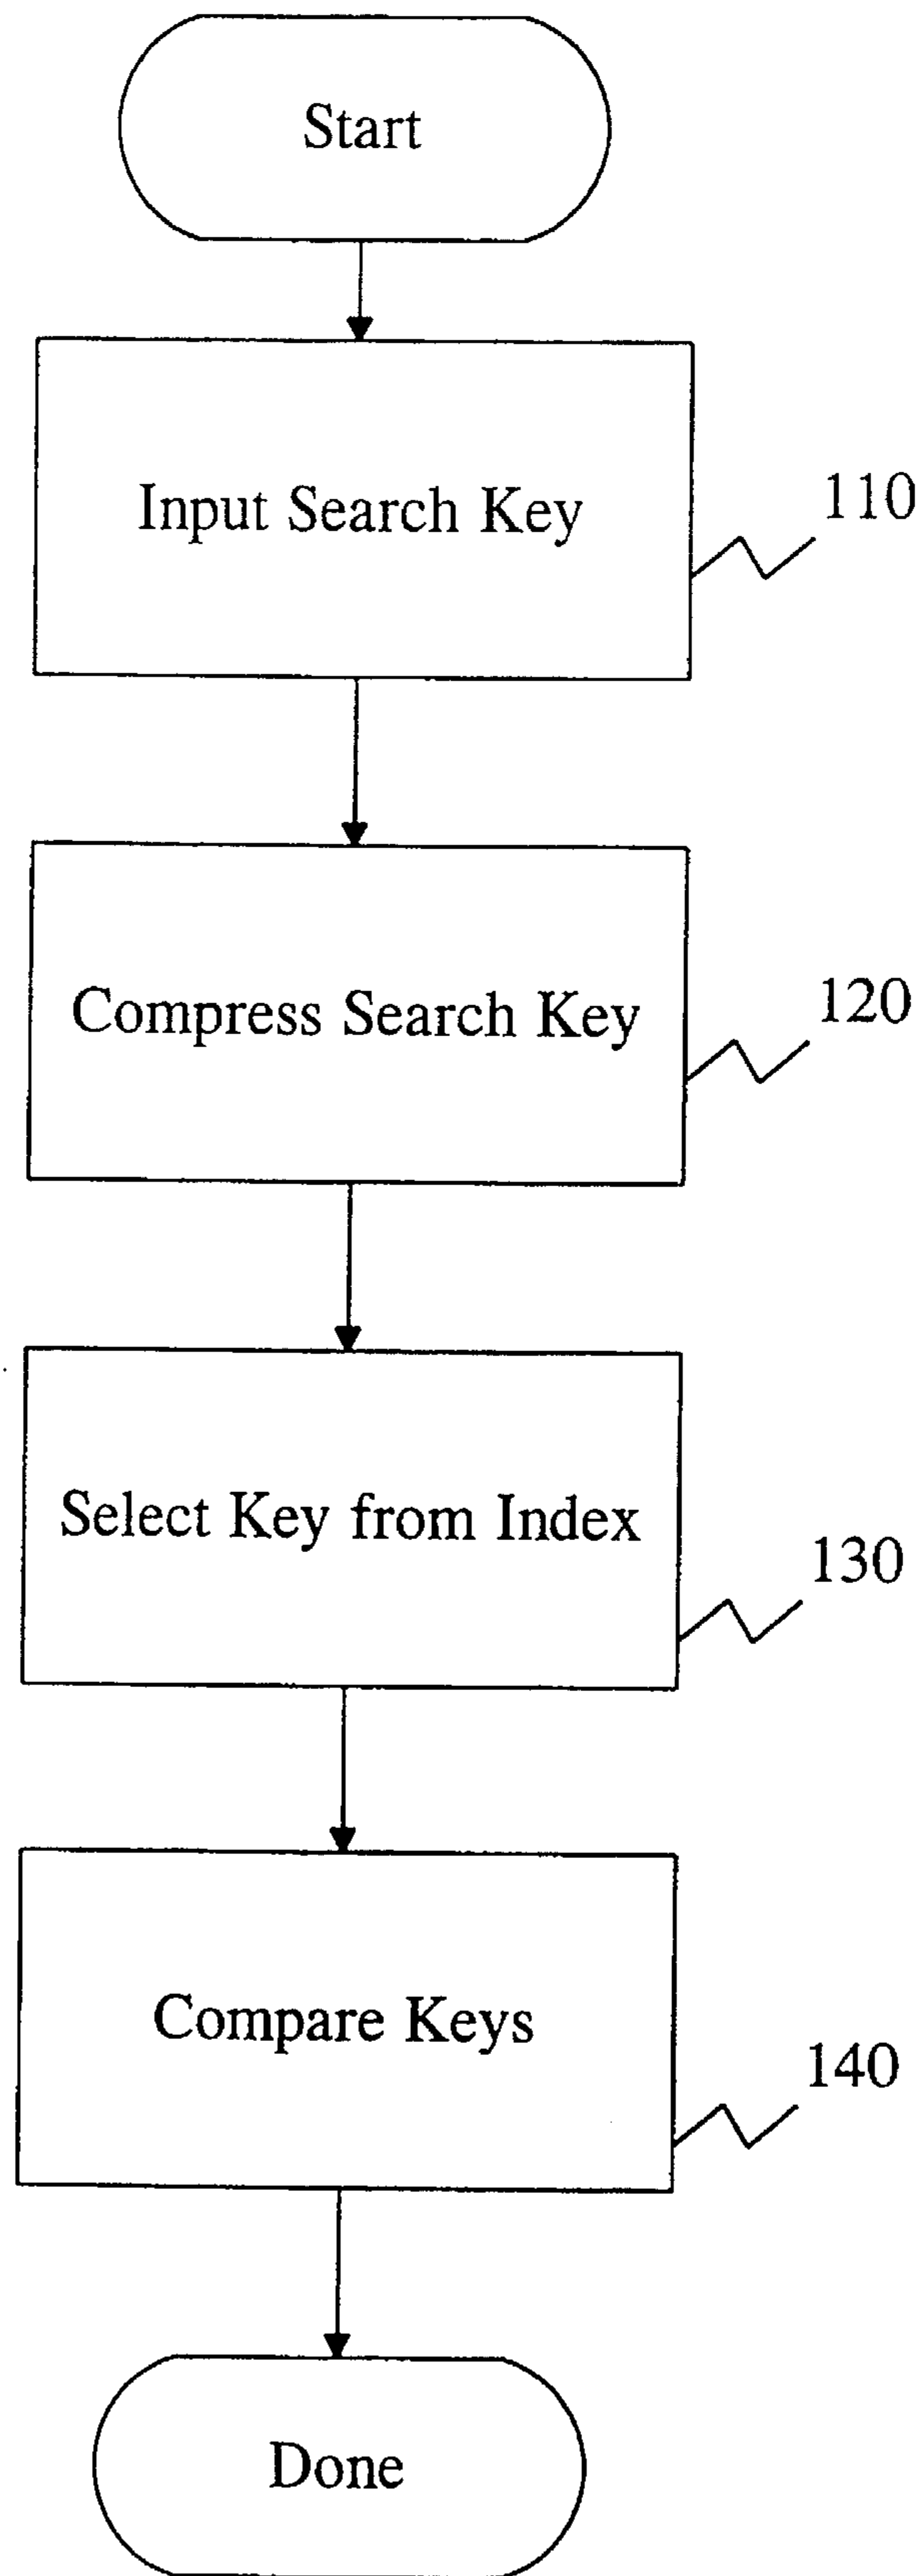 Start
Input Search Key
110
Compress Search Key
120
Select Key from Index
130
Compare Keys
140
Done